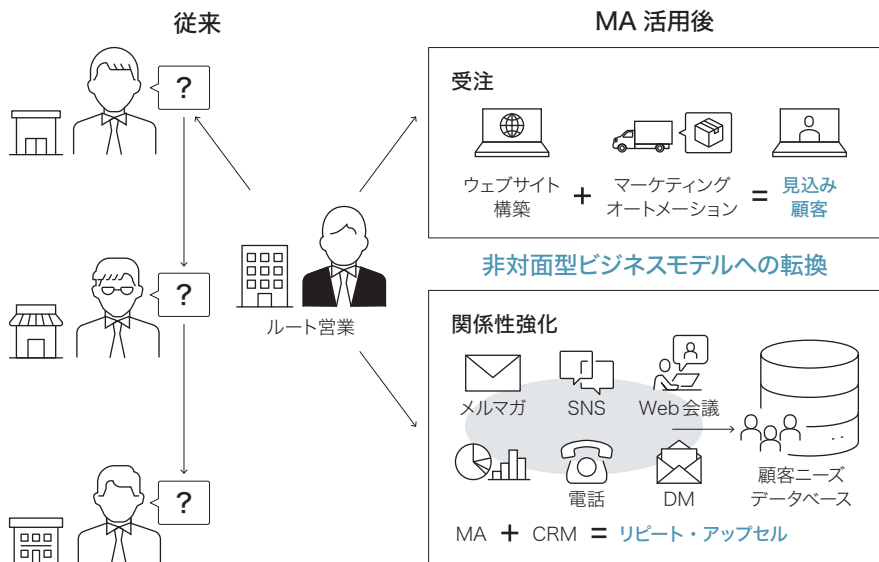 従来
?
?
?
ルート営業
MA 活用後
受注
ウェブサイト
構築
+
マーケティング
オートメーション
=
見込み
顧客
非対面型ビジネスモデルへの転換
関係性強化
メルマガ
SNS
Web会議
電話
DM
顧客ニーズ
データベース
MA + CRM = リピート・アップセル